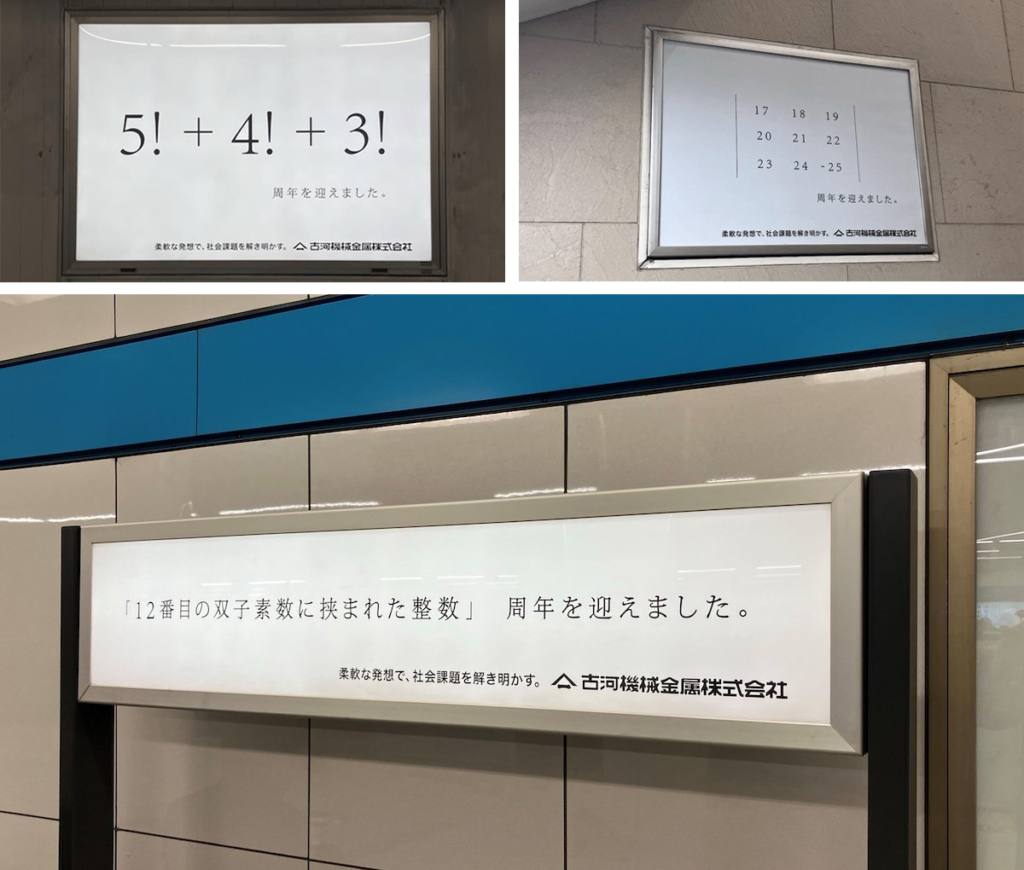 5! + 4! + 3!
周年を迎えました。
柔軟な発想で、社会課題を解き明かす。 古河機械金属株式会社
17 18 19
20 21 22
23 24 -25
周年を迎えました。
柔軟な発想で、社会課題を解き明かす。 古河機械金属株式会社
「12番目の双子素数に挟まれた整数」 周年を迎えました。
柔軟な発想で、社会課題を解き明かす。 古河機械金属株式会社